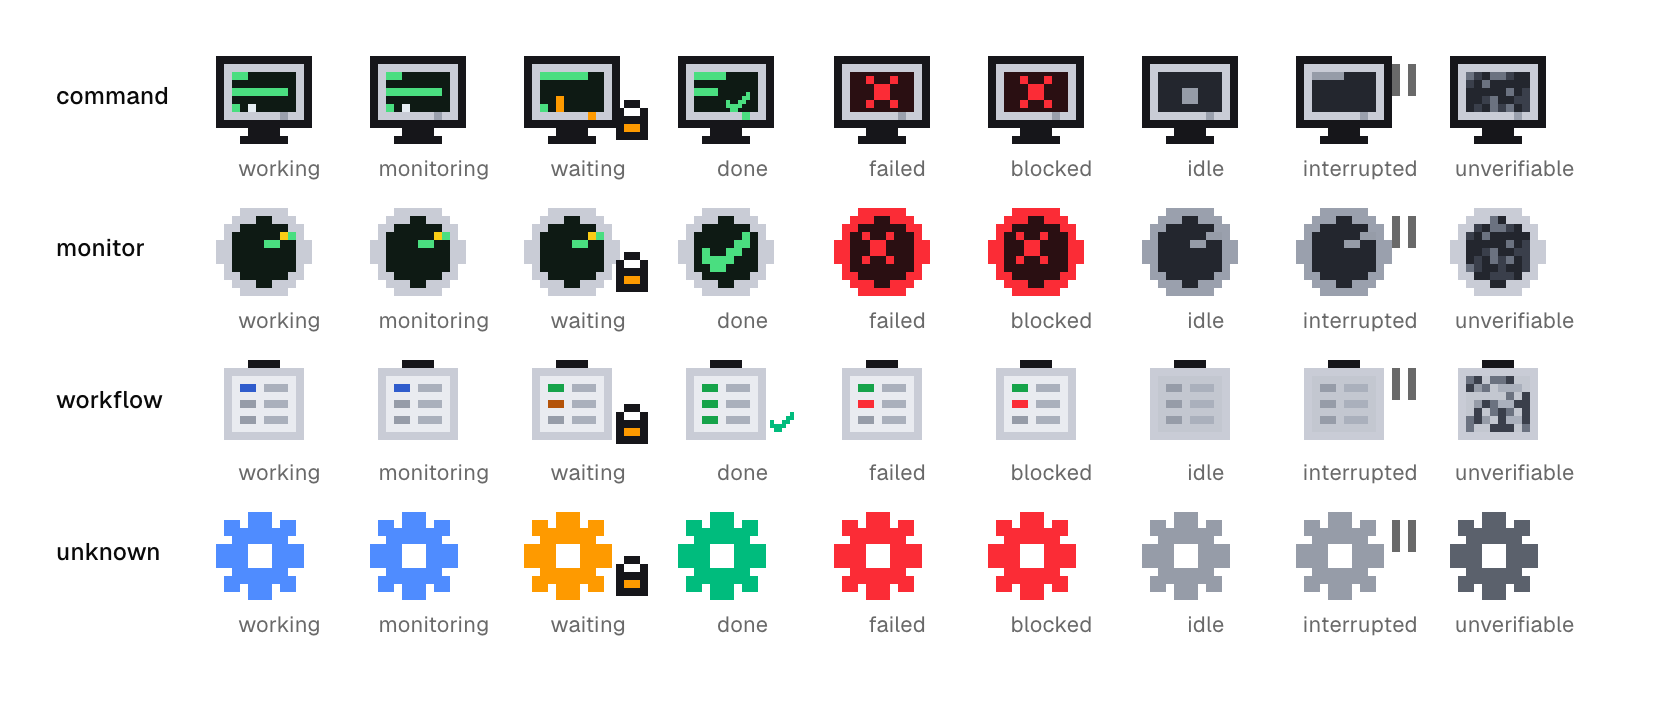 command
working monitoring waiting done failed blocked idle interrupted unverifiable
monitor
working monitoring waiting done failed blocked idle interrupted unverifiable
workflow
working monitoring waiting done failed blocked idle interrupted unverifiable
unknown
working monitoring waiting done failed blocked idle interrupted unverifiable